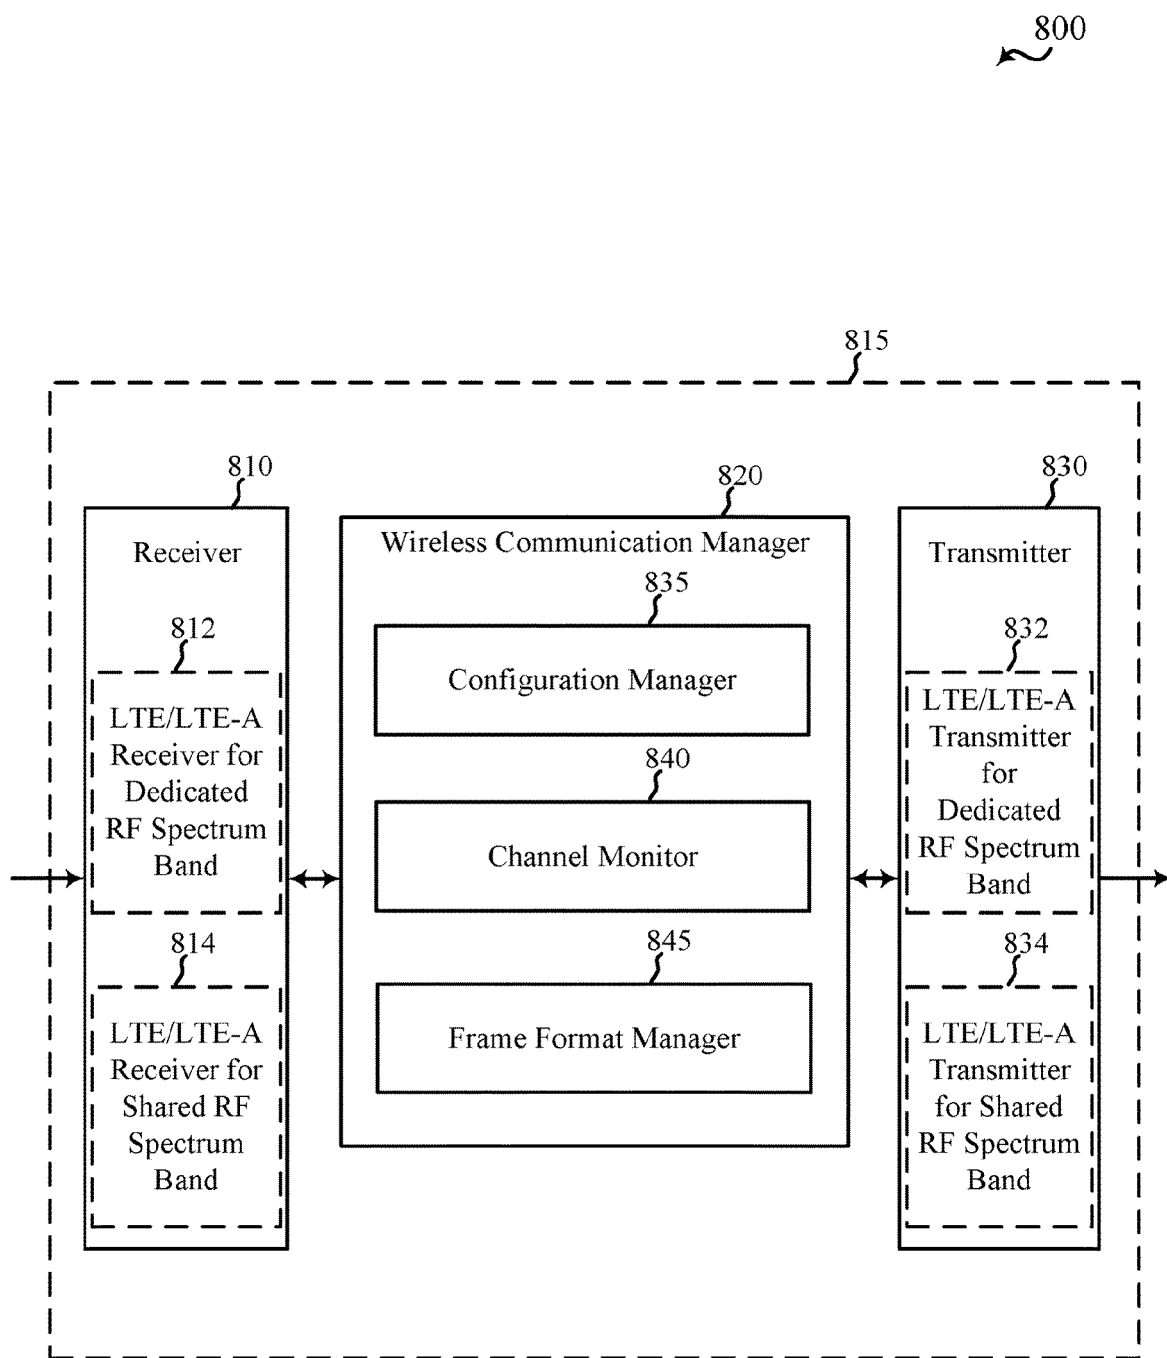 800
815
810
820
830
Receiver
Wireless Communication Manager
Transmitter
835
812
832
Configuration Manager
LTE/LTE-A
Receiver for
Dedicated
RF Spectrum
Band
LTE/LTE-A
Transmitter
for
Dedicated
RF Spectrum
Band
840
Channel Monitor
814
845
834
LTE/LTE-A
Receiver for
Shared RF
Spectrum
Band
Frame Format Manager
LTE/LTE-A
Transmitter
for Shared
RF Spectrum
Band